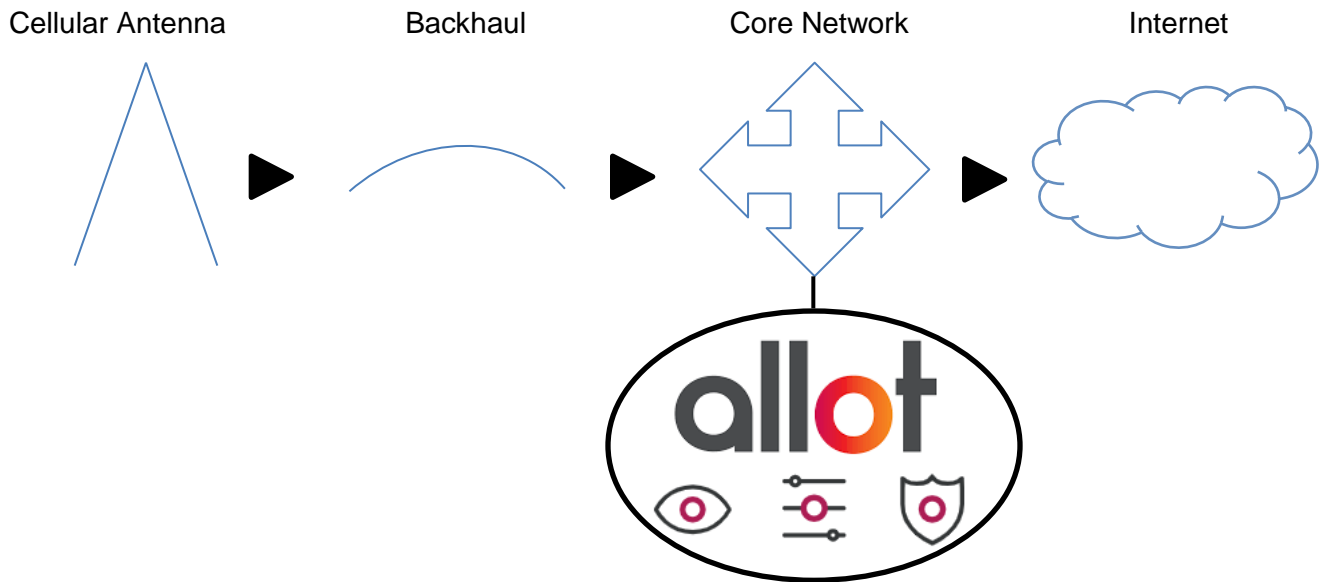 Cellular Antenna
Backhaul
Core Network
Internet
allot